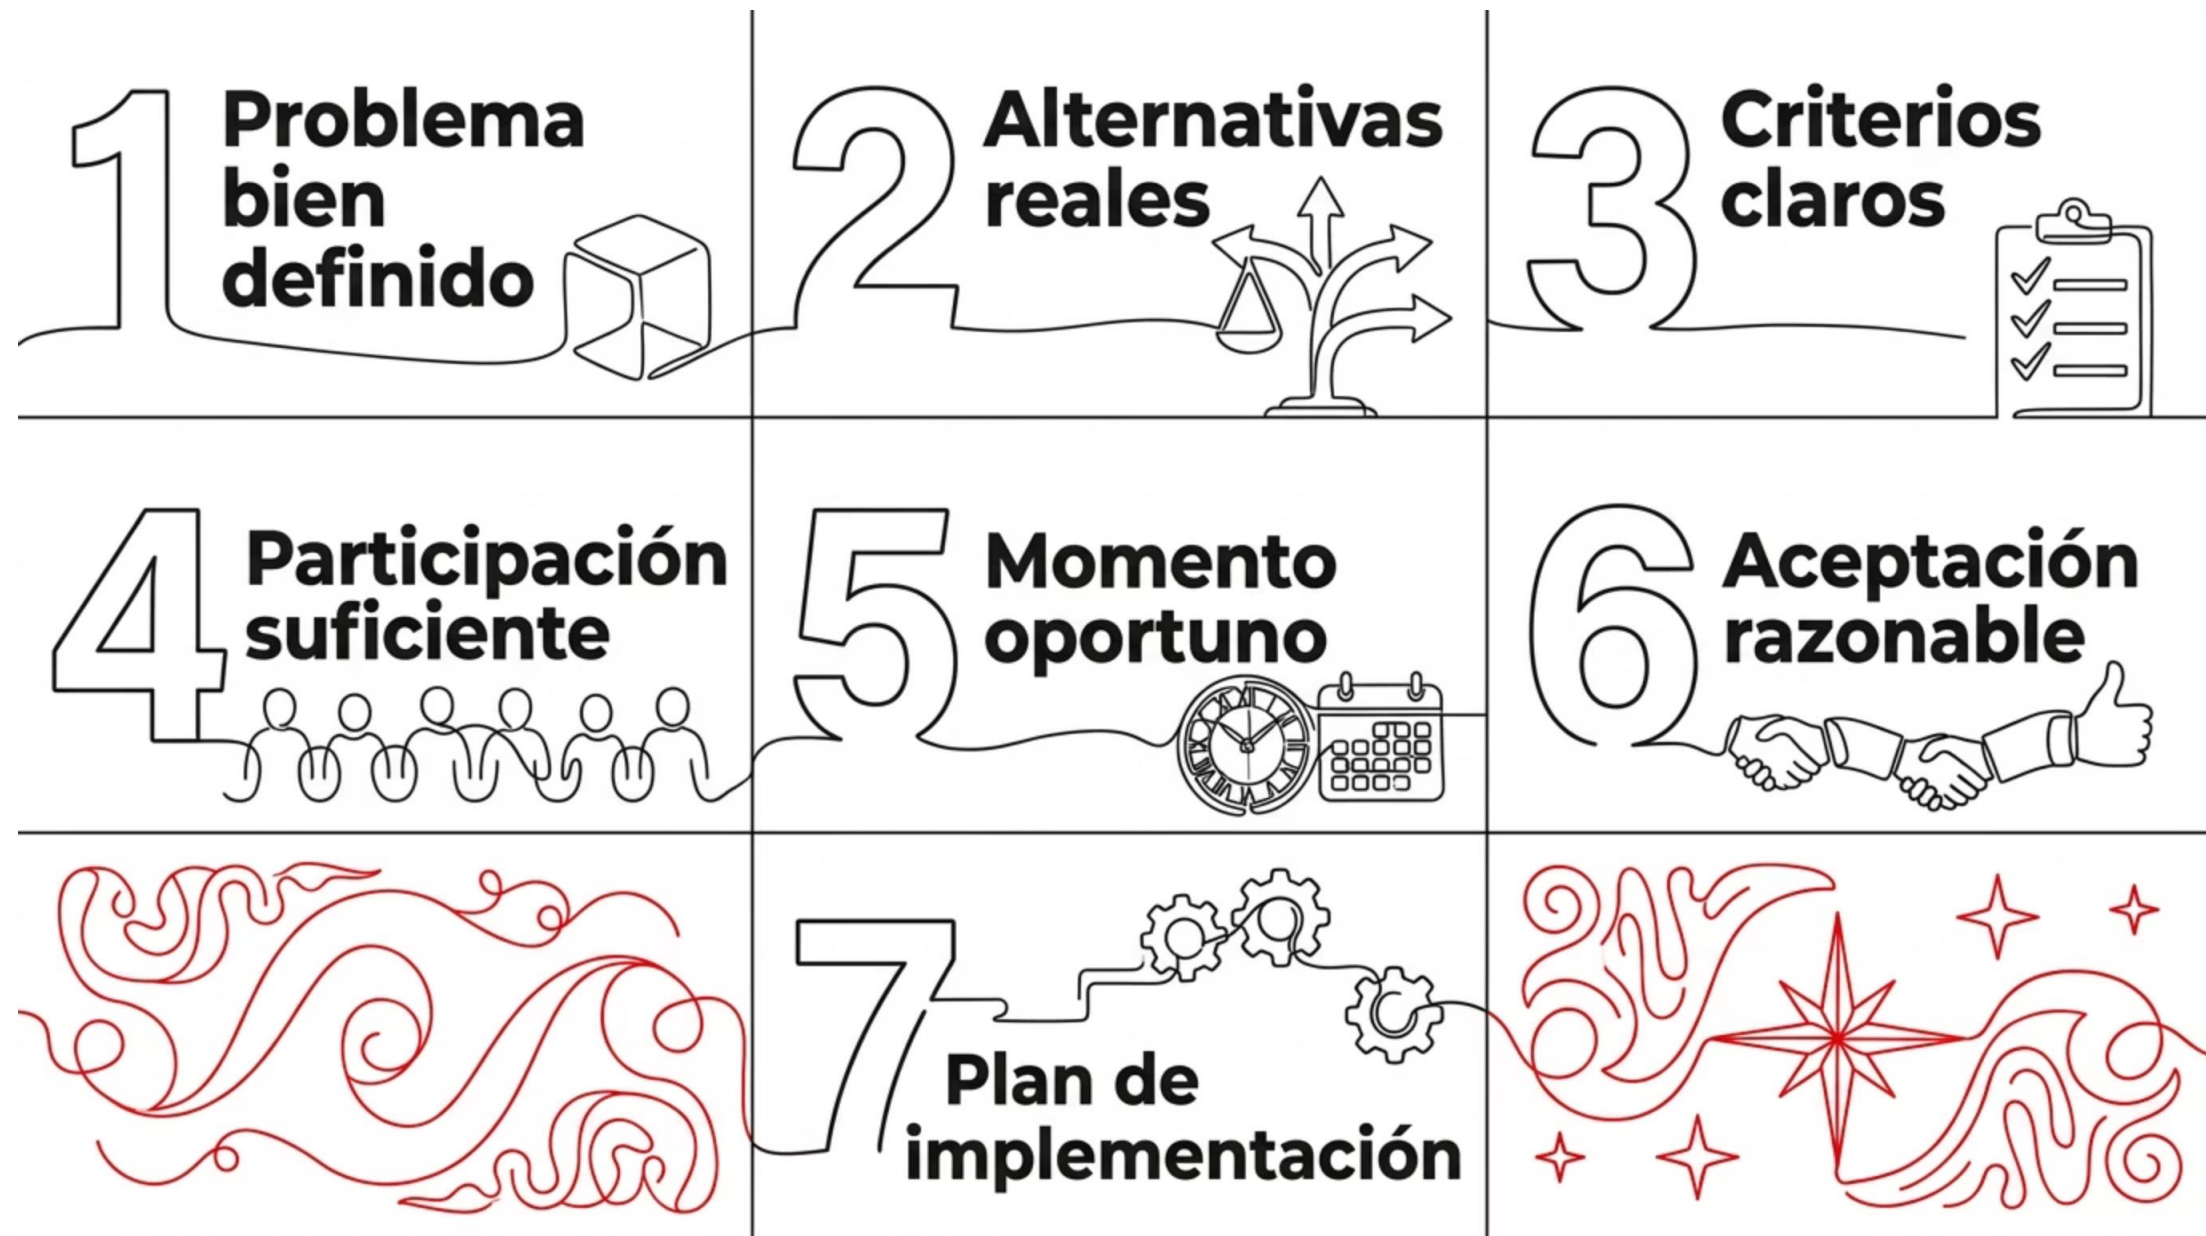 1
Problema
bien
definido
2
Alternativas
reales
3
Criterios
claros
4
Participación
suficiente
5
Momento
oportuno
6
Aceptación
razonable
7
Plan de
implementación